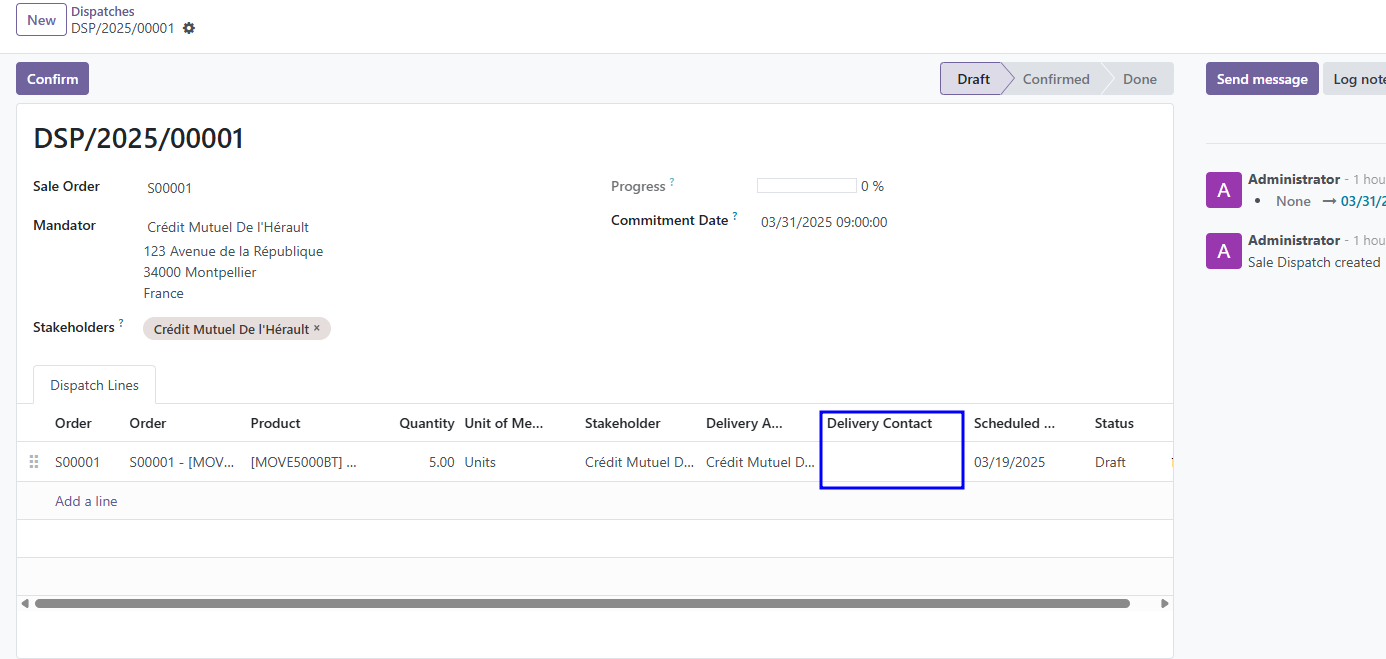 New
Dispatches
DSP/2025/00001
Confirm
Draft
Confirmed
Done
Send message
Log note
DSP/2025/00001
Sale Order
S00001
Mandator
Crédit Mutuel De l'Hérault
123 Avenue de la République
34000 Montpellier
France
Stakeholders ?
Crédit Mutuel De l'Hérault ×
Progress ?
0 %
Commitment Date ?
03/31/2025 09:00:00
A
Administrator - 1 hou
• None → 03/31/2
A
Administrator - 1 hou
Sale Dispatch created
Dispatch Lines
Order Order Product Quantity Unit of Me... Stakeholder Delivery A... Delivery Contact Scheduled ... Status
S00001 S00001 - [MOV... [MOVE5000BT] ... 5.00 Units Crédit Mutuel D... Crédit Mutuel D... 03/19/2025 Draft
Add a line